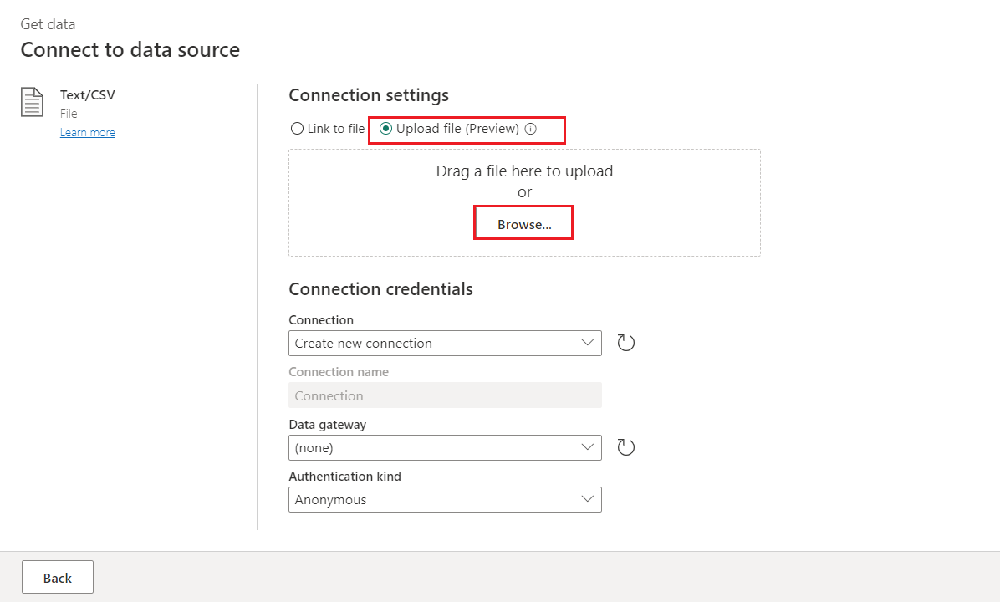 Get data
Connect to data source
Text/CSV
File
Learn more
Connection settings
Link to file Upload file (Preview)
Drag a file here to upload
or
Browse...
Connection credentials
Connection
Create new connection
Connection name
Connection
Data gateway
(none)
Authentication kind
Anonymous
Back